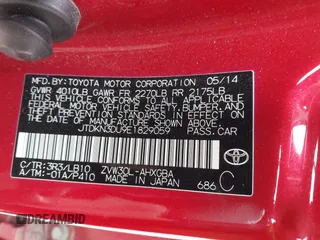 MFD BY: TOYOTA MOTOR CORPORATION 05/14
GVWR 4010LB GAWR FR 2270LB RR 2175LB
THIS VEHICLE CONFORMS TO ALL APPLICABLE
FEDERAL MOTOR VEHICLE SAFETY, BUMPER, AND
THEFT PREVENTION STANDARDS IN EFFECT ON
THE DATE OF MANUFACTURE SHOWN ABOVE.
JTDKN3DU9E1829059 PASS. CAR
C/TR: 3R3/LB10 ZVW30L-AHXGBA
A/TM: -01A/P410 MADE IN JAPAN 686 C
TOYOTA
DREAMBID